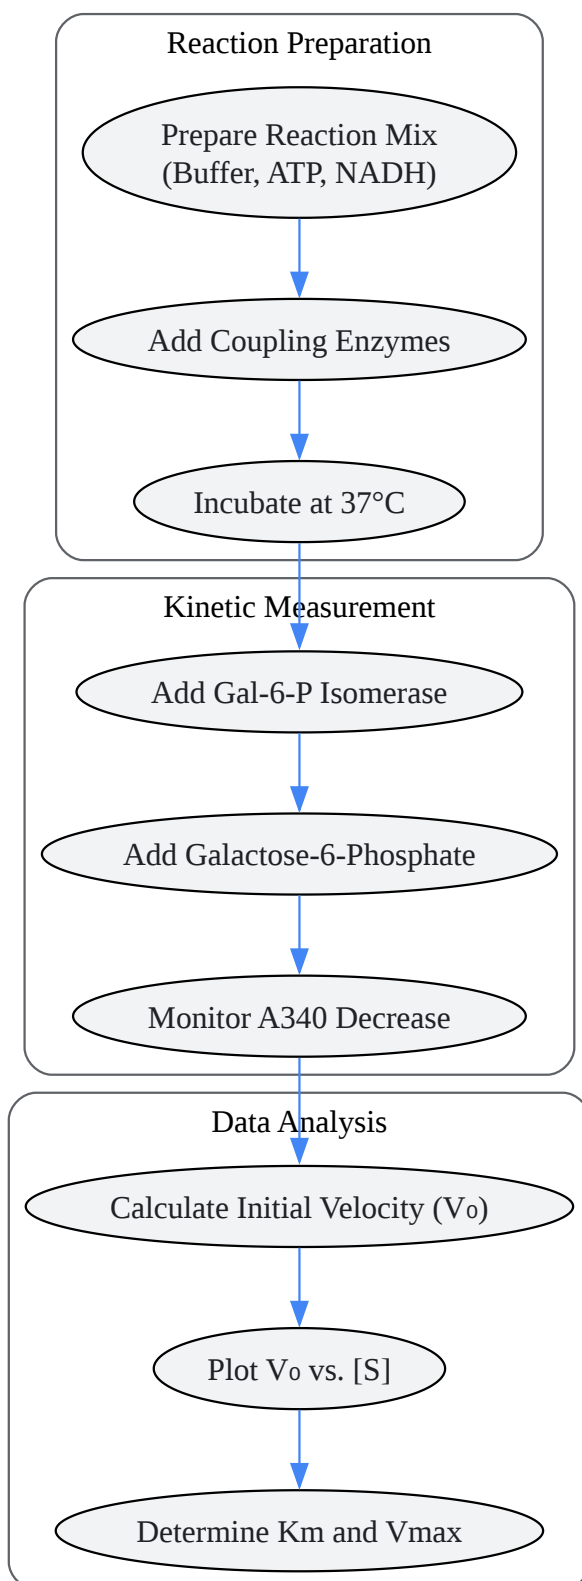 Reaction Preparation
Prepare Reaction Mix
(Buffer, ATP, NADH)
Add Coupling Enzymes
Incubate at 37°C
Kinetic Measurement
Add Gal-6-P Isomerase
Add Galactose-6-Phosphate
Monitor A340 Decrease
Data Analysis
Calculate Initial Velocity (V₀)
Plot V₀ vs. [S]
Determine Km and Vmax